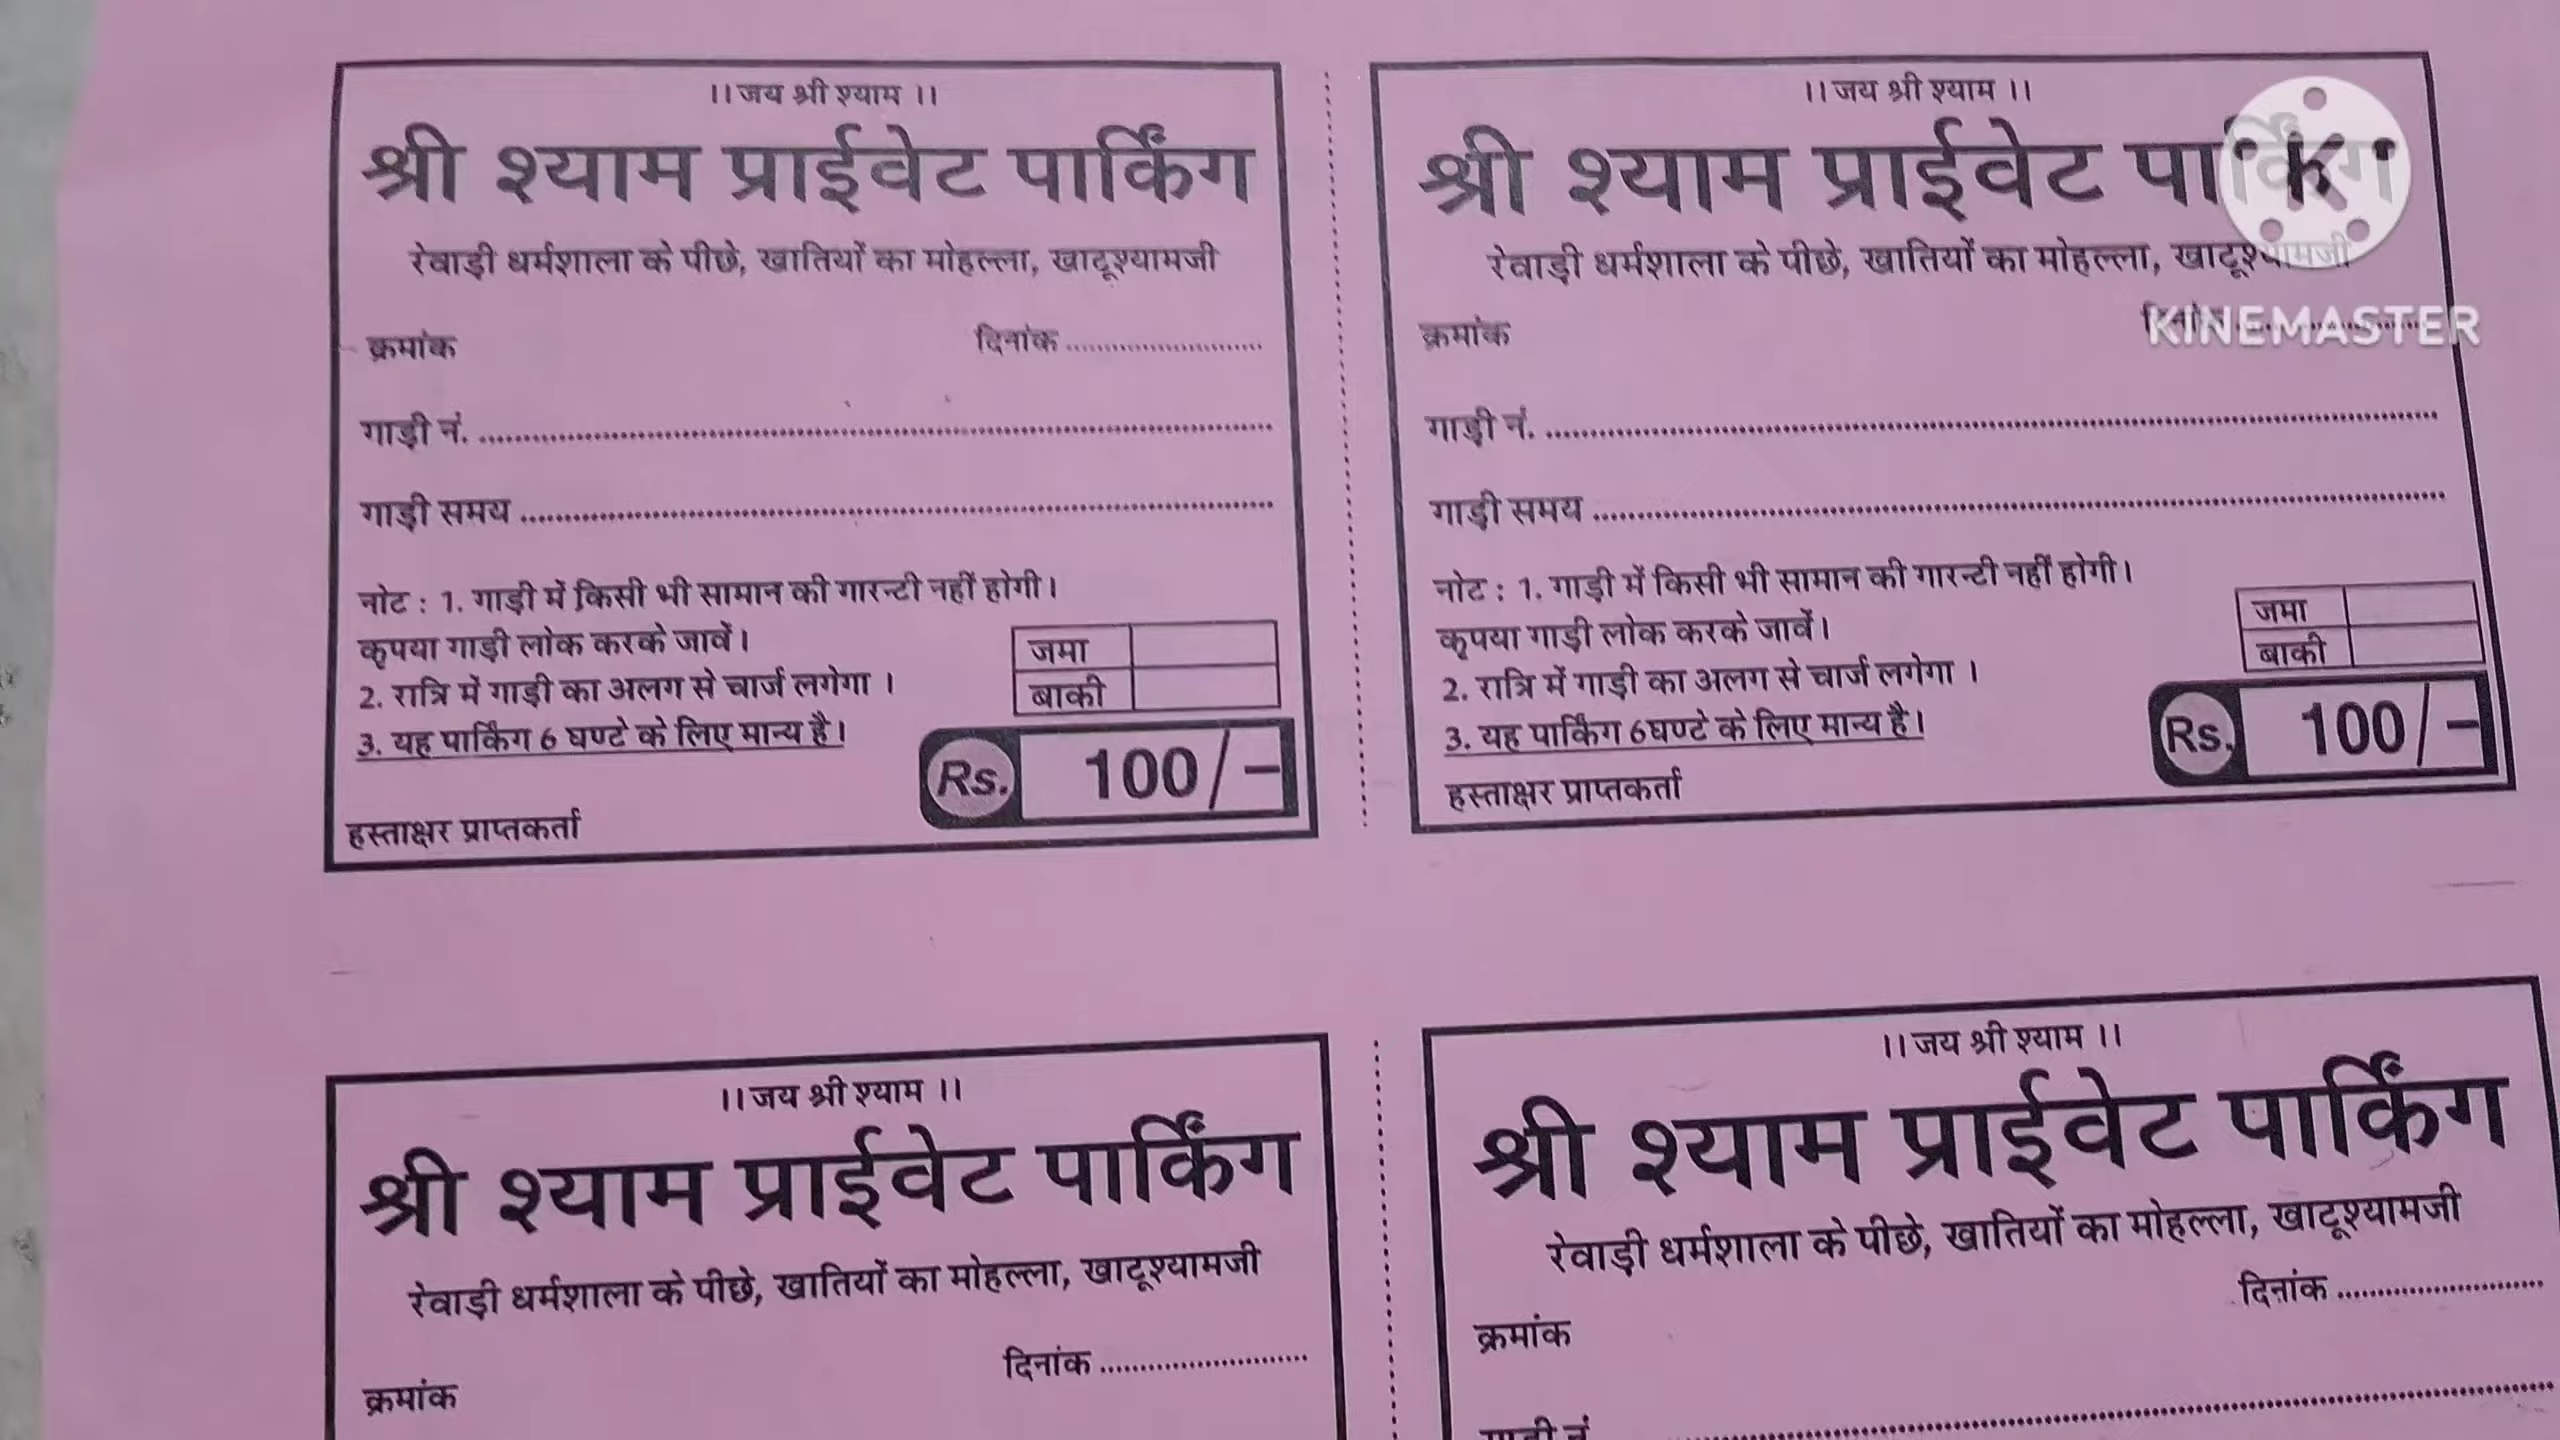 ।।जय श्री श्याम ।।
श्री श्याम प्राईवेट पार्किंग
रेवाड़ी धर्मशाला के पीछे, खातियों का मोहल्ला, खाटूश्यामजी
क्रमांक दिनांक ............................
गाड़ी नं. ....................................................................................
गाड़ी समय ................................................................................
नोट : 1. गाड़ी में किसी भी सामान की गारन्टी नहीं होगी।
कृपया गाड़ी लोक करके जावें।
2. रात्रि में गाड़ी का अलग से चार्ज लगेगा ।
3. यह पार्किंग 6 घण्टे के लिए मान्य है।
जमा
बाकी
Rs. 100/-
हस्ताक्षर प्राप्तकर्ता
।।जय श्री श्याम ।।
श्री श्याम प्राईवेट पार्किंग
रेवाड़ी धर्मशाला के पीछे, खातियों का मोहल्ला, खाटूश्यामजी
क्रमांक दिनांक
KINEMASTER
गाड़ी नं. ....................................................................................
गाड़ी समय ................................................................................
नोट : 1. गाड़ी में किसी भी सामान की गारन्टी नहीं होगी।
कृपया गाड़ी लोक करके जावें।
2. रात्रि में गाड़ी का अलग से चार्ज लगेगा ।
3. यह पार्किंग 6घण्टे के लिए मान्य है।
जमा
बाकी
Rs. 100/-
हस्ताक्षर प्राप्तकर्ता
।।जय श्री श्याम ।।
श्री श्याम प्राईवेट पार्किंग
रेवाड़ी धर्मशाला के पीछे, खातियों का मोहल्ला, खाटूश्यामजी
दिनांक ............................
क्रमांक
।।जय श्री श्याम ।।
श्री श्याम प्राईवेट पार्किंग
रेवाड़ी धर्मशाला के पीछे, खातियों का मोहल्ला, खाटूश्यामजी
दिनांक ............................
क्रमांक
गाड़ी नं.